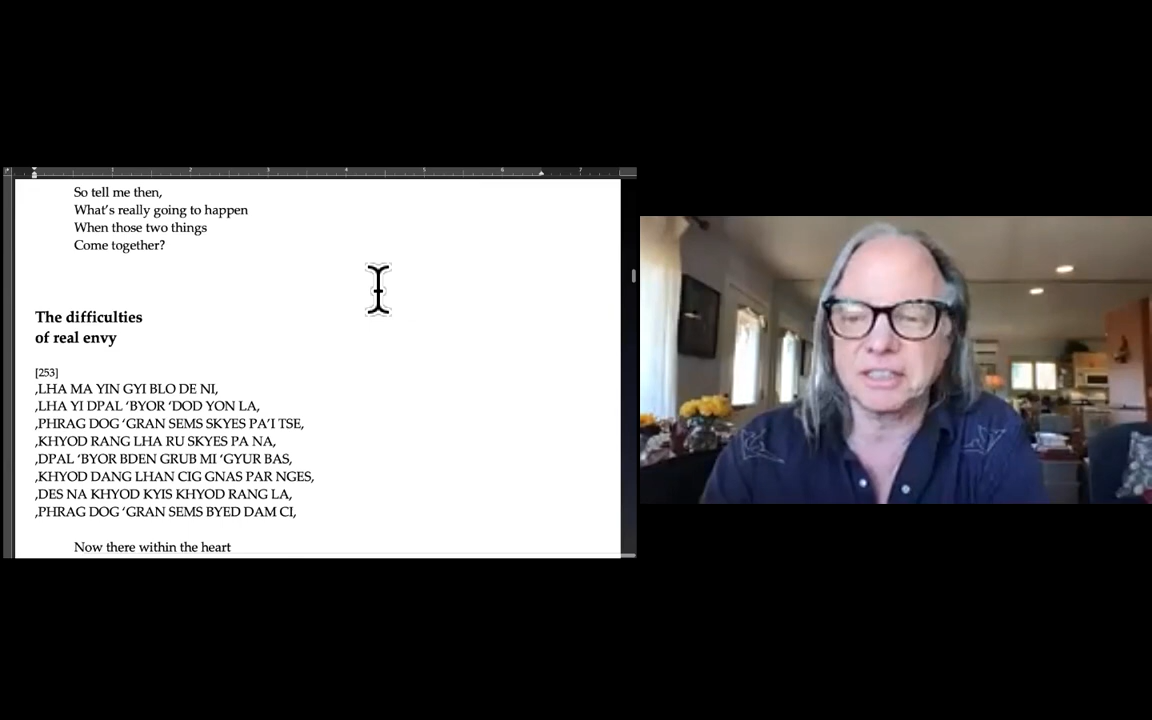 So tell me then,
What's really going to happen
When those two things
Come together?
The difficulties
of real envy
[253]
,LHA MA YIN GYI BLO DE NI,
,LHA YI DPAL ‘BYOR ‘DOD YON LA,
,PHRAG DOG ‘GRAN SEMS SKYES PA’I TSE,
,KHYOD RANG LHA RU SKYES PA NA,
,DPAL ‘BYOR BDEN GRUB MI ‘GYUR BAS,
,KHYOD DANG LHAN CIG GNAS PAR NGES,
,DES NA KHYOD KYIS KHYOD RANG LA,
,PHRAG DOG ‘GRAN SEMS BYED DAM CI,
Now there within the heart